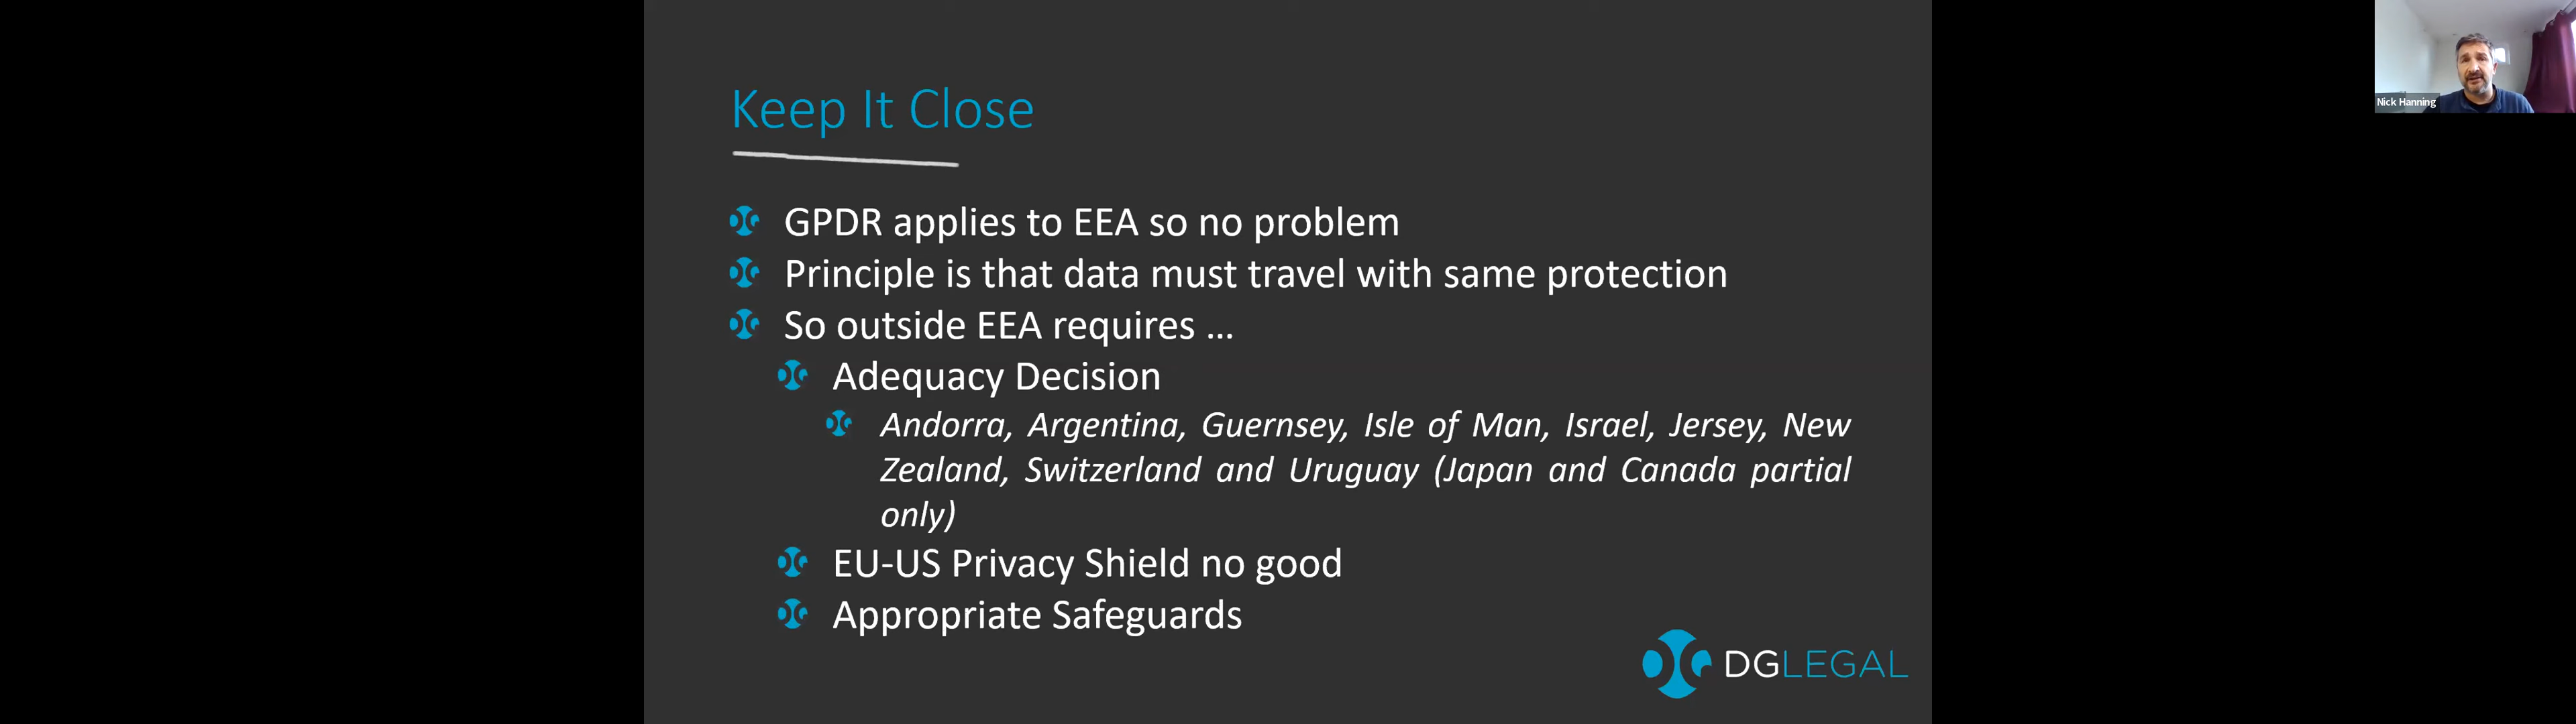 Keep It Close
GPDR applies to EEA so no problem
Principle is that data must travel with same protection
So outside EEA requires ...
Adequacy Decision
Andorra, Argentina, Guernsey, Isle of Man, Israel, Jersey, New
Zealand, Switzerland and Uruguay (Japan and Canada partial
only)
EU-US Privacy Shield no good
Appropriate Safeguards
DGLEGAL
Nick Hanning